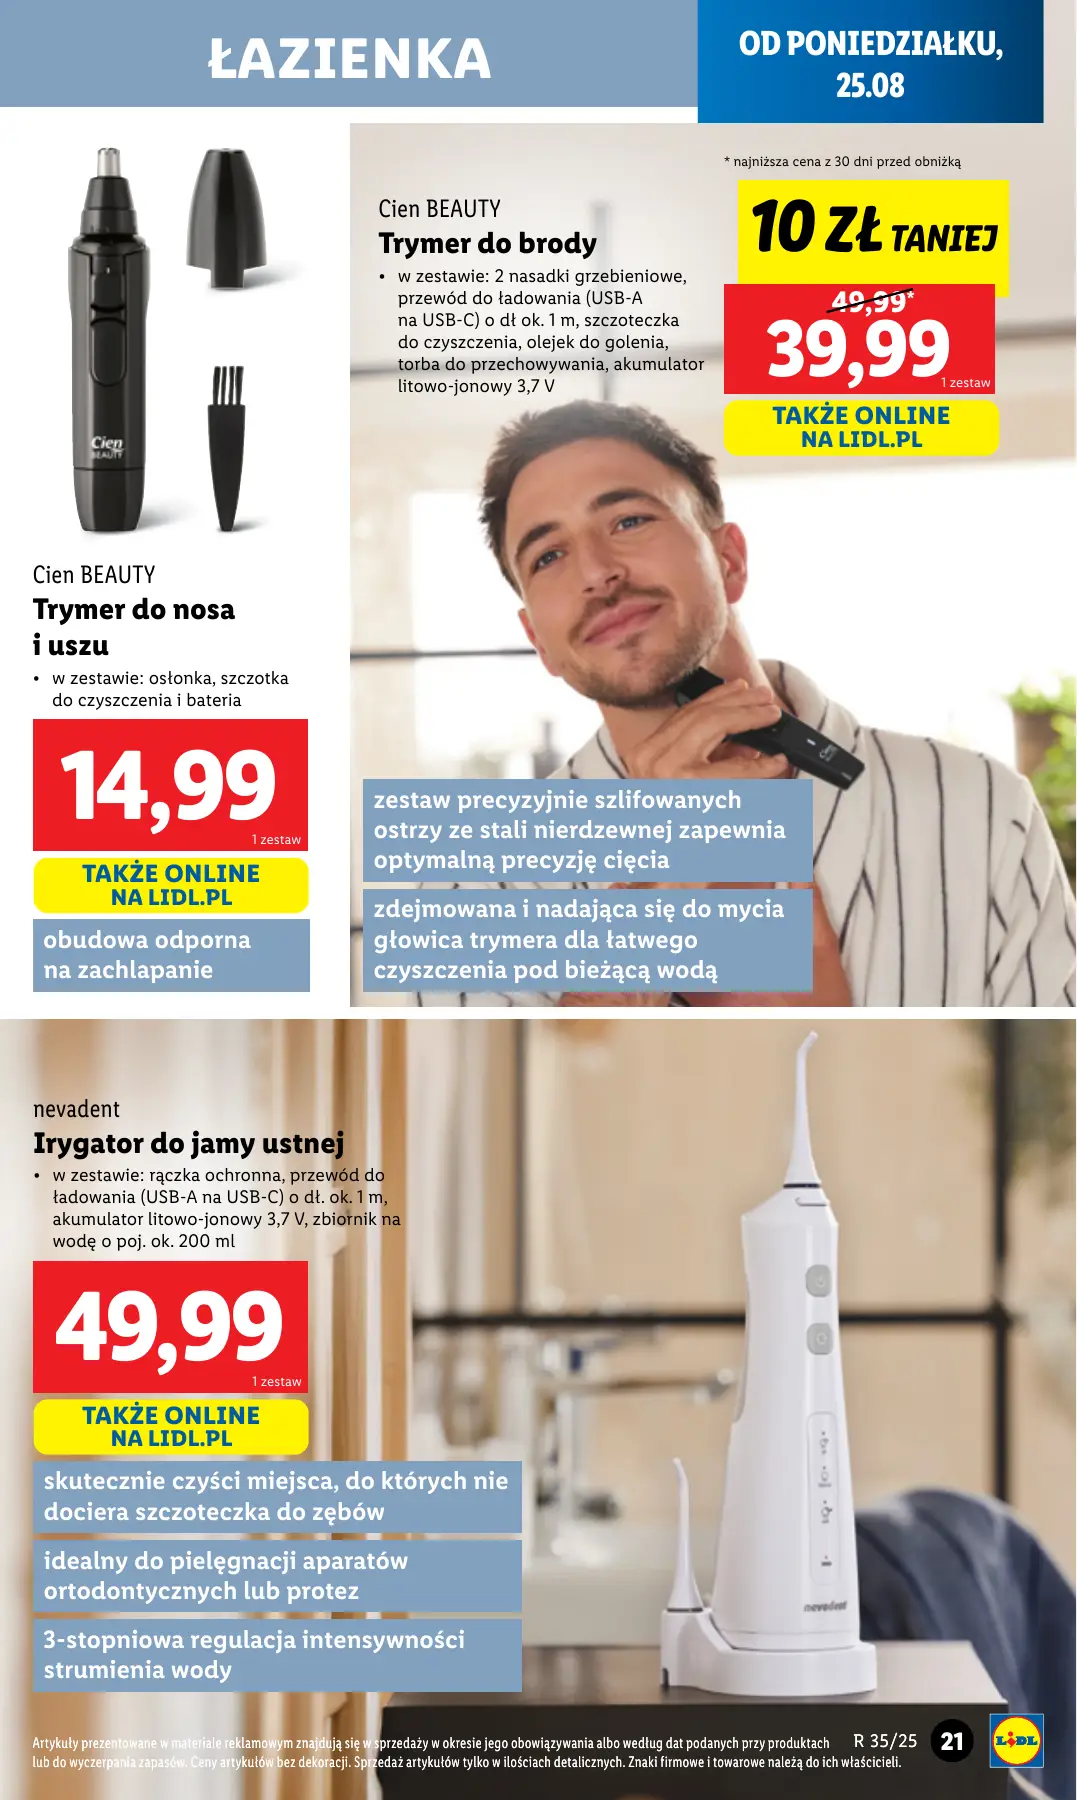 ŁAZIENKA
OD PONIEDZIAŁKU,
25.08
* najniższa cena z 30 dni przed obniżką
Cien BEAUTY
Trymer do brody
• w zestawie: 2 nasadki grzebieniowe,
przewód do ładowania (USB-A
na USB-C) o dł ok. 1 m, szczoteczka
do czyszczenia, olejek do golenia,
torba do przechowywania, akumulator
litowo-jonowy 3,7 V
10 ZŁ TANIEJ
49,99*
39,99
1 zestaw
TAKŻE ONLINE
NA LIDL.PL
Cien
BEAUTY
Cien BEAUTY
Trymer do nosa
i uszu
• w zestawie: osłonka, szczotka
do czyszczenia i bateria
14,99
1 zestaw
TAKŻE ONLINE
NA LIDL.PL
obudowa odporna
na zachlapanie
Cien
zestaw precyzyjnie szlifowanych
ostrzy ze stali nierdzewnej zapewnia
optymalną precyzję cięcia
zdejmowana i nadająca się do mycia
głowica trymera dla łatwego
czyszczenia pod bieżącą wodą
nevadent
Irygator do jamy ustnej
• w zestawie: rączka ochronna, przewód do
ładowania (USB-A na USB-C) o dł. ok. 1 m,
akumulator litowo-jonowy 3,7 V, zbiornik na
wodę o poj. ok. 200 ml
49,99
1 zestaw
TAKŻE ONLINE
NA LIDL.PL
skutecznie czyści miejsca, do których nie
dociera szczoteczka do zębów
idealny do pielęgnacji aparatów
ortodontycznych lub protez
3-stopniowa regulacja intensywności
strumienia wody
nevadent
Artykuły prezentowane w materiale reklamowym znajdują się w sprzedaży w okresie jego obowiązywania albo według dat podanych przy produktach
lub do wyczerpania zapasów. Ceny artykułów bez dekoracji. Sprzedaż artykułów tylko w ilościach detalicznych. Znaki firmowe i towarowe należą do ich właścicieli.
R 35/25
21
LIDL